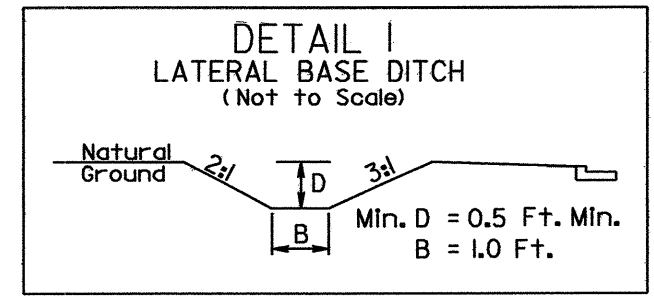 DETAIL 1
LATERAL BASE DITCH
(Not to Scale)
Natural
Ground
2:1
D
3:1
B
Min. D = 0.5 Ft. Min.
B = 1.0 Ft.